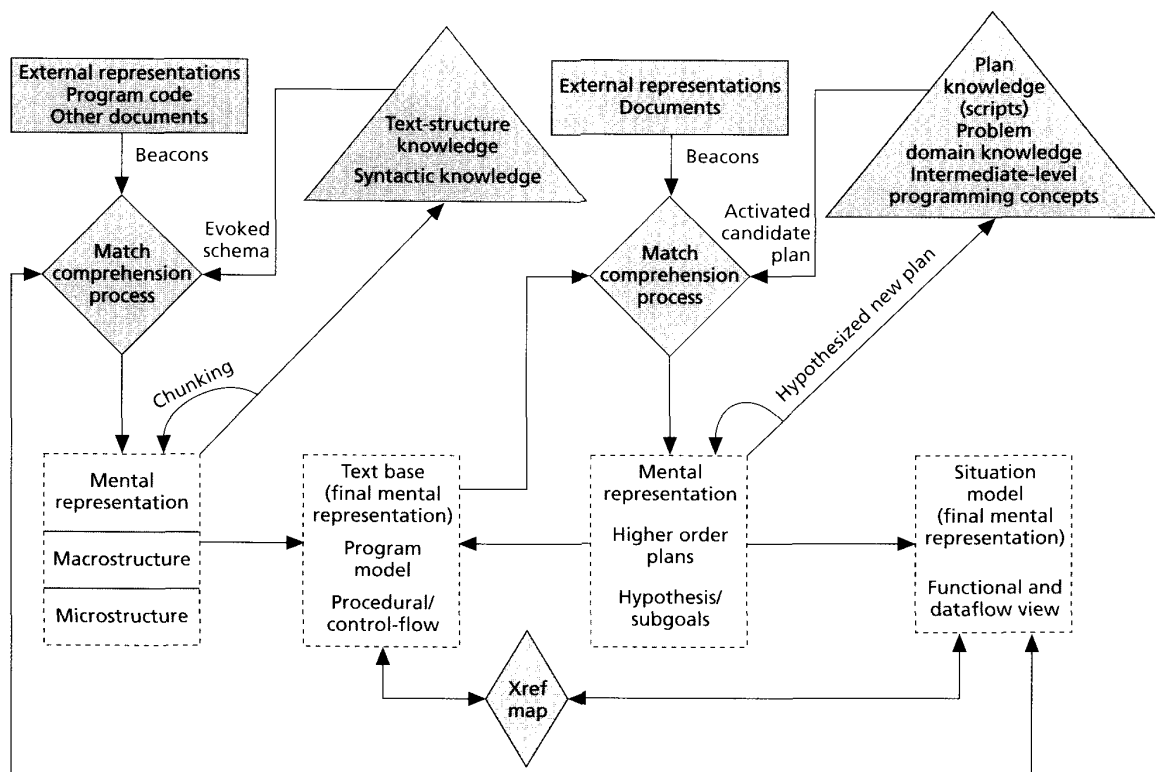 External representations
Program code
Other documents
Beacons
Evoked
schema
Text-structure
knowledge
Syntactic knowledge
Match
comprehension
process
Chunking
Mental
representation
Macrostructure
Microstructure
Text base
(final mental
representation)
Program
model
Procedural/
control-flow
External representations
Documents
Beacons
Activated
candidate
plan
Plan
knowledge
(scripts)
Problem
domain knowledge
Intermediate-level
programming concepts
Match
comprehension
process
Hypothesized new plan
Mental
representation
Higher order
plans
Hypothesis/
subgoals
Situation
model
(final mental
representation)
Functional and
dataflow view
Xref
map